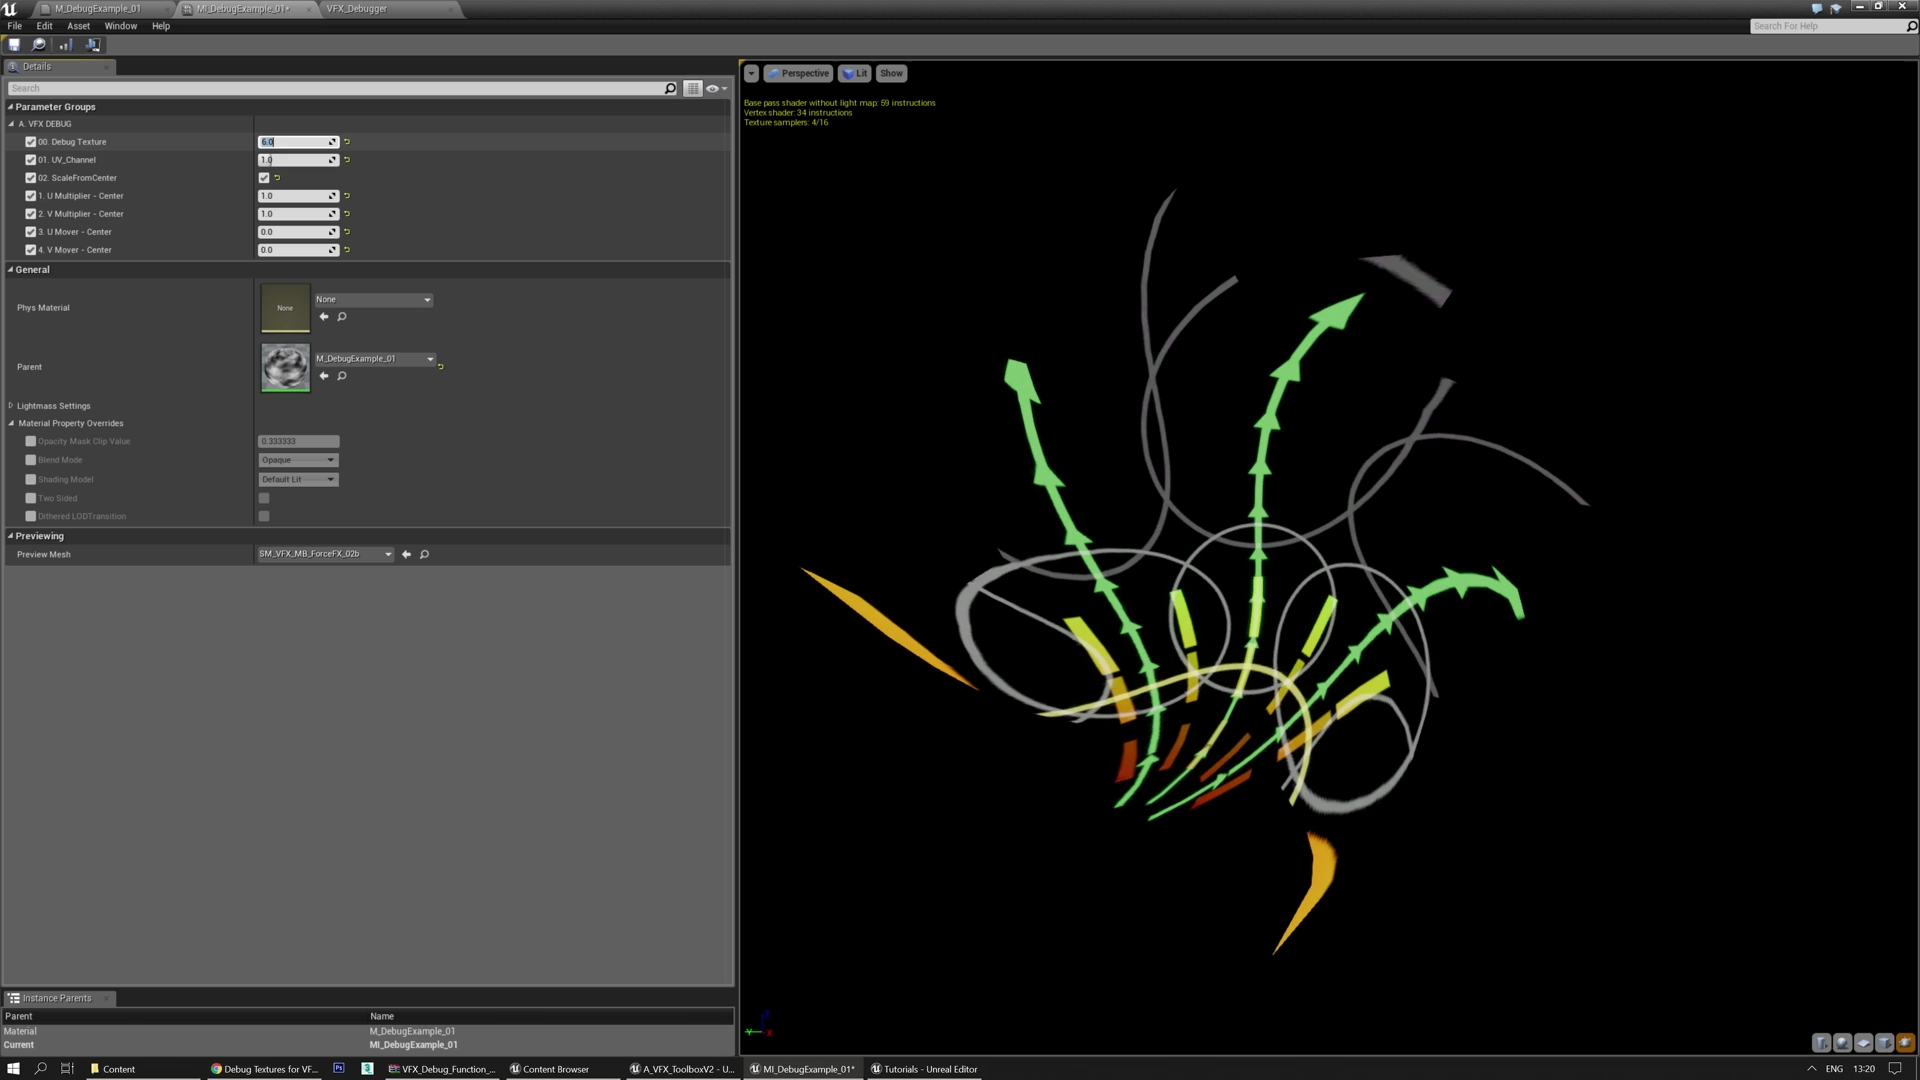 M_DebugExample_01
MI_DebugExample_01*
VFX_Debugger
File Edit Asset Window Help
Search For Help
Details
Search
Parameter Groups
A. VFX DEBUG
00. Debug Texture 6.0
01. UV_Channel 1.0
02. ScaleFromCenter
1. U Multiplier - Center 1.0
2. V Multiplier - Center 1.0
3. U Mover - Center 0.0
4. V Mover - Center 0.0
General
Phys Material None None
Parent M_DebugExample_01
Lightmass Settings
Material Property Overrides
Opacity Mask Clip Value 0.333333
Blend Mode Opaque
Shading Model Default Lit
Two Sided
Dithered LODTransition
Previewing
Preview Mesh SM_VFX_MB_ForceFX_02b
Perspective Lit Show
Base pass shader without light map: 59 instructions
Vertex shader: 34 instructions
Texture samplers: 4/16
Instance Parents
Parent Name
Material M_DebugExample_01
Current MI_DebugExample_01
Content
Debug Textures for VF...
VFX_Debug_Function_...
Content Browser
A_VFX_ToolboxV2 - U...
MI_DebugExample_01*
Tutorials - Unreal Editor
ENG 13:20